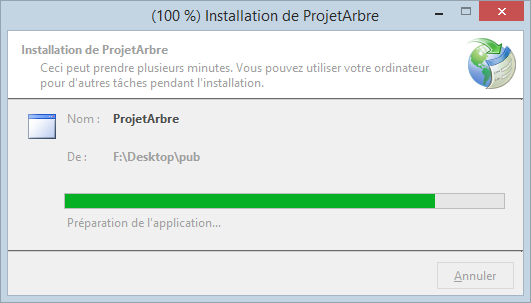 (100 %) Installation de ProjetArbre
Installation de ProjetArbre
Ceci peut prendre plusieurs minutes. Vous pouvez utiliser votre ordinateur
pour d'autres tâches pendant l'installation.
Nom : ProjetArbre
De : F:\Desktop\pub
Préparation de l'application...
Annuler